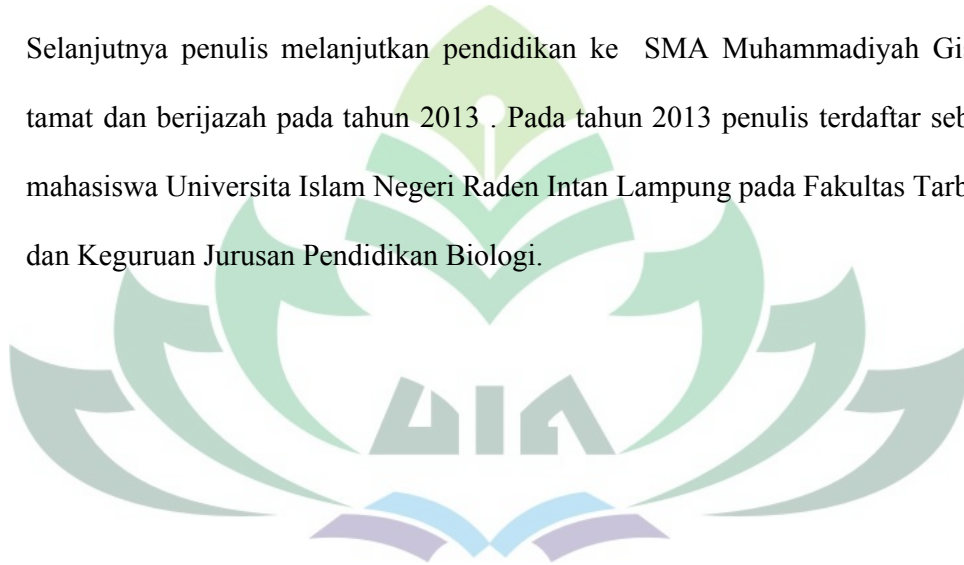 Selanjutnya penulis melanjutkan pendidikan ke SMA Muhammadiyah Gi
tamat dan berijazah pada tahun 2013 . Pada tahun 2013 penulis terdaftar seb
mahasiswa Universita Islam Negeri Raden Intan Lampung pada Fakultas Tarb
dan Keguruan Jurusan Pendidikan Biologi.
UIN